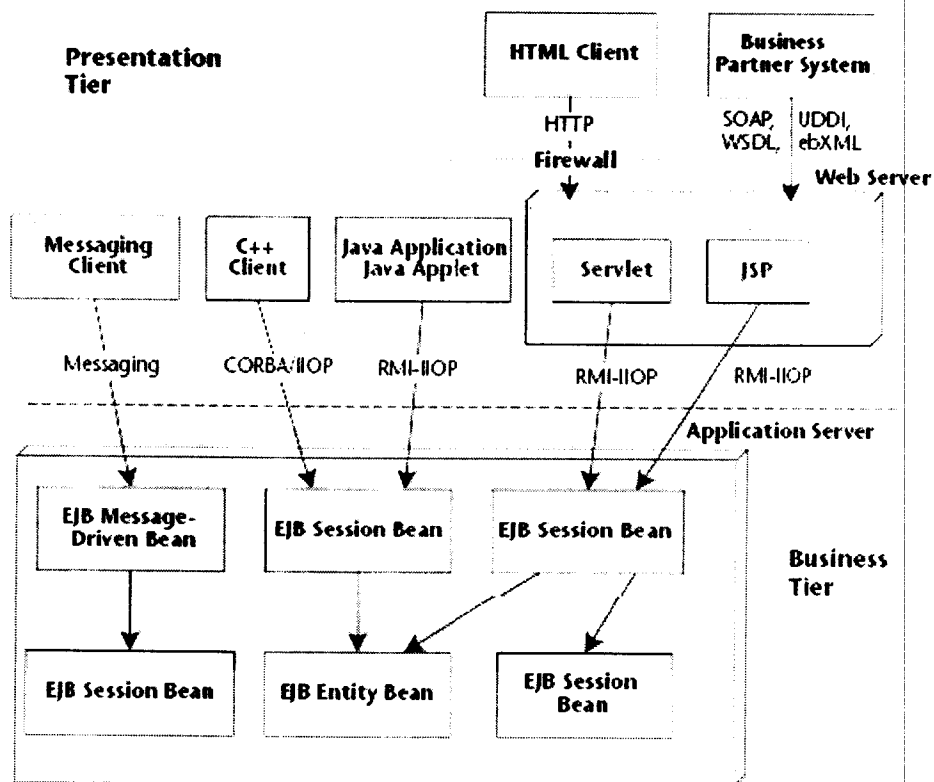 Presentation
Tier
HTML Client
Business
Partner System
HTTP
SOAP,
WSDL,
UDDI,
ebXML
Firewall
Web Server
Messaging
Client
C++
Client
Java Application
Java Applet
Servlet
JSP
Messaging
CORBA/IIOP
RMI-IIOP
RMI-IIOP
RMI-IIOP
Application Server
EJB Message-
Driven Bean
EJB Session Bean
EJB Session Bean
Business
Tier
EJB Session Bean
EJB Entity Bean
EJB Session
Bean